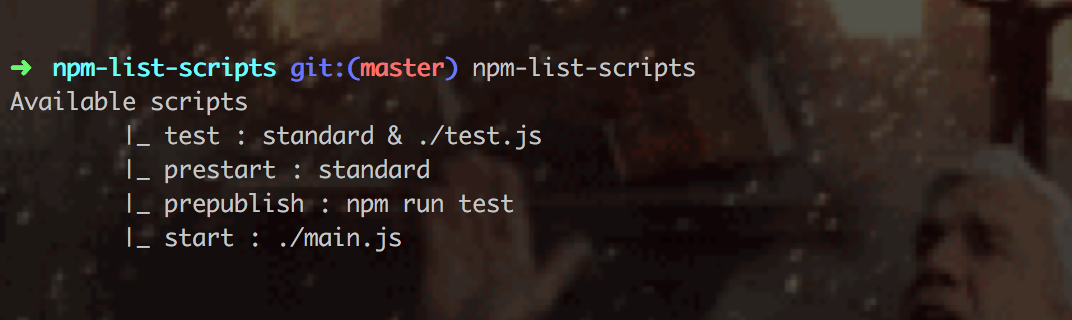 ➜ npm-list-scripts git:(master) npm-list-scripts
Available scripts
|_ test : standard & ./test.js
|_ prestart : standard
|_ prepublish : npm run test
|_ start : ./main.js